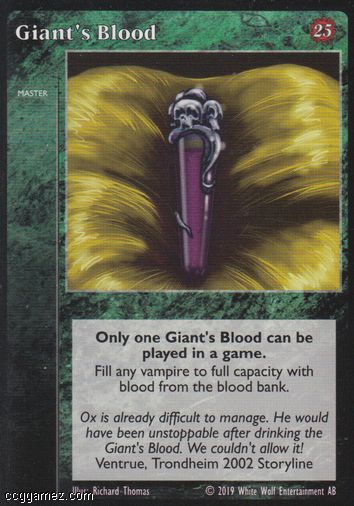 Giant's Blood
25
MASTER
Only one Giant's Blood can be
played in a game.
Fill any vampire to full capacity with
blood from the blood bank.
Ox is already difficult to manage. He would
have been unstoppable after drinking the
Giant's Blood. We couldn't allow it!
Ventrue, Trondheim 2002 Storyline
Illus: Richard Thomas
© 2019 White Wolf Entertainment AB
ccggamez.com